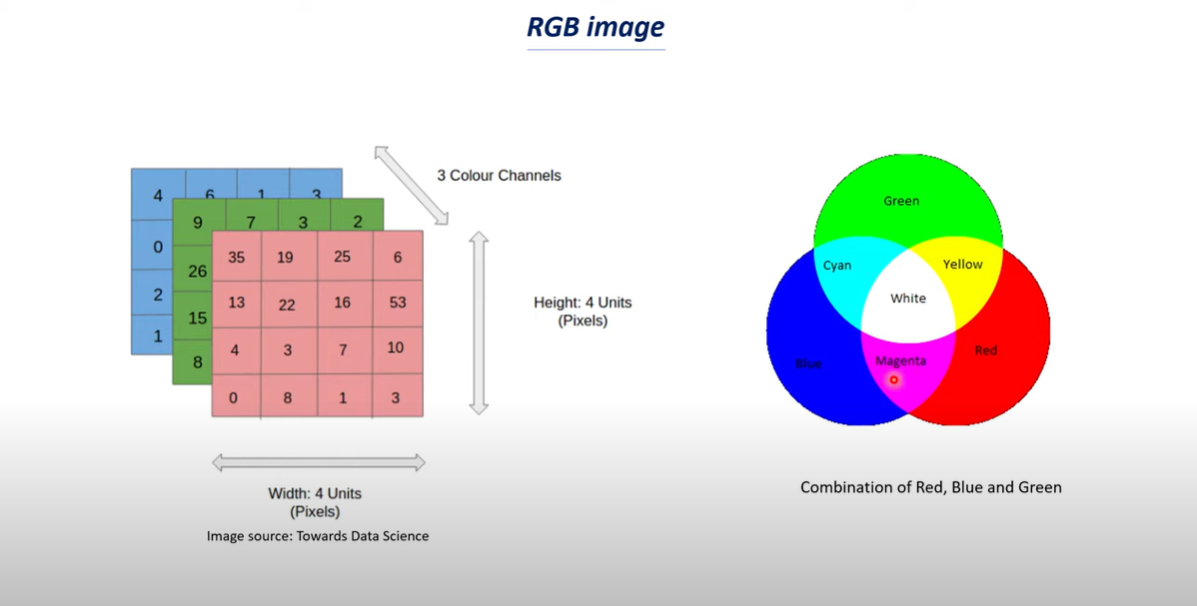 RGB image
3 Colour Channels
4 6 1 3
0
2
1
9 7 3 2
26
15
8
35 19 25 6
13 22 16 53
4 3 7 10
0 8 1 3
Height: 4 Units
(Pixels)
Width: 4 Units
(Pixels)
Image source: Towards Data Science
Green
Cyan
Yellow
White
Blue
Magenta
Red
Combination of Red, Blue and Green